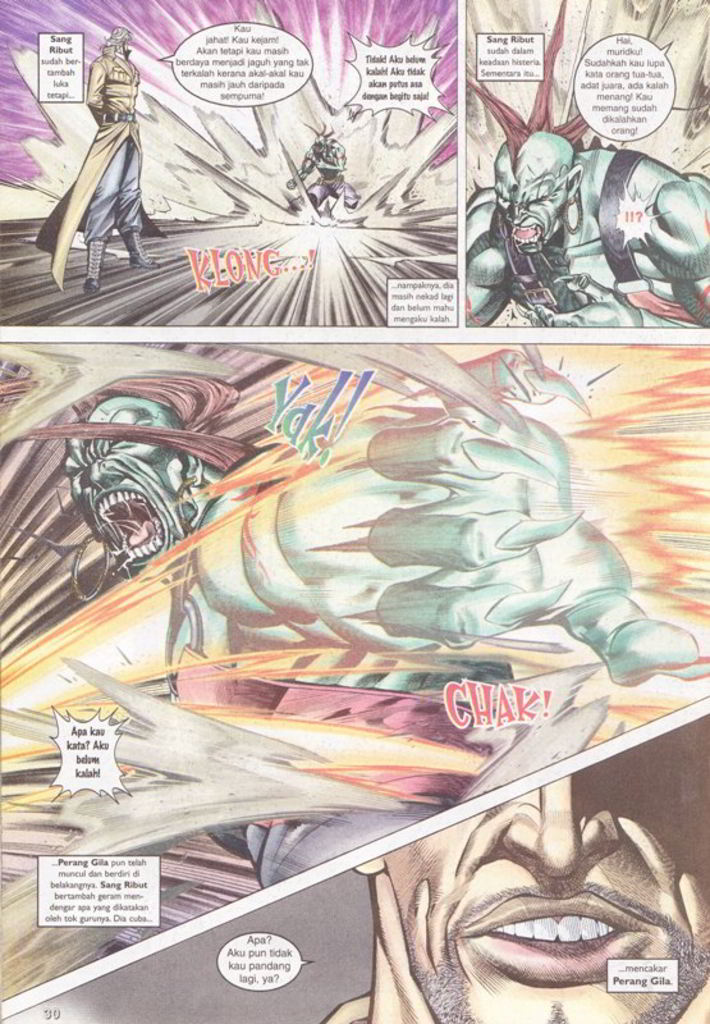 Sang
Ribut
sudah ber-
tambah
luka
tetapi...
Kau
jahat! Kau kejam!
Akan tetapi kau masih
berdaya menjadi jaguh yang tak
terkalah kerana akal-akal kau
masih jauh daripada
sempurna!
Tidak! Aku belum
kalah! Aku tidak
akan putus asa
dengan begitu saja!
KLONG...!
...nampaknya, dia
masih nekad lagi
dan belum mahu
mengaku kalah.
Sang Ribut
sudah dalam
keadaan histeria.
Sementara itu...
Hai,
muridku!
Sudahkah kau lupa
kata orang tua-tua,
adat juara, ada kalah
menang! Kau
memang sudah
dikalahkan
orang!
!!?
Yak!
CHAK!
Apa kau
kata? Aku
belum
kalah!
...Perang Gila pun telah
muncul dan berdiri di
belakangnya. Sang Ribut
bertambah geram men-
dengar apa yang dikatakan
oleh tok gurunya. Dia cuba...
Apa?
Aku pun tidak
kau pandang
lagi, ya?
...mencakar
Perang Gila.
30